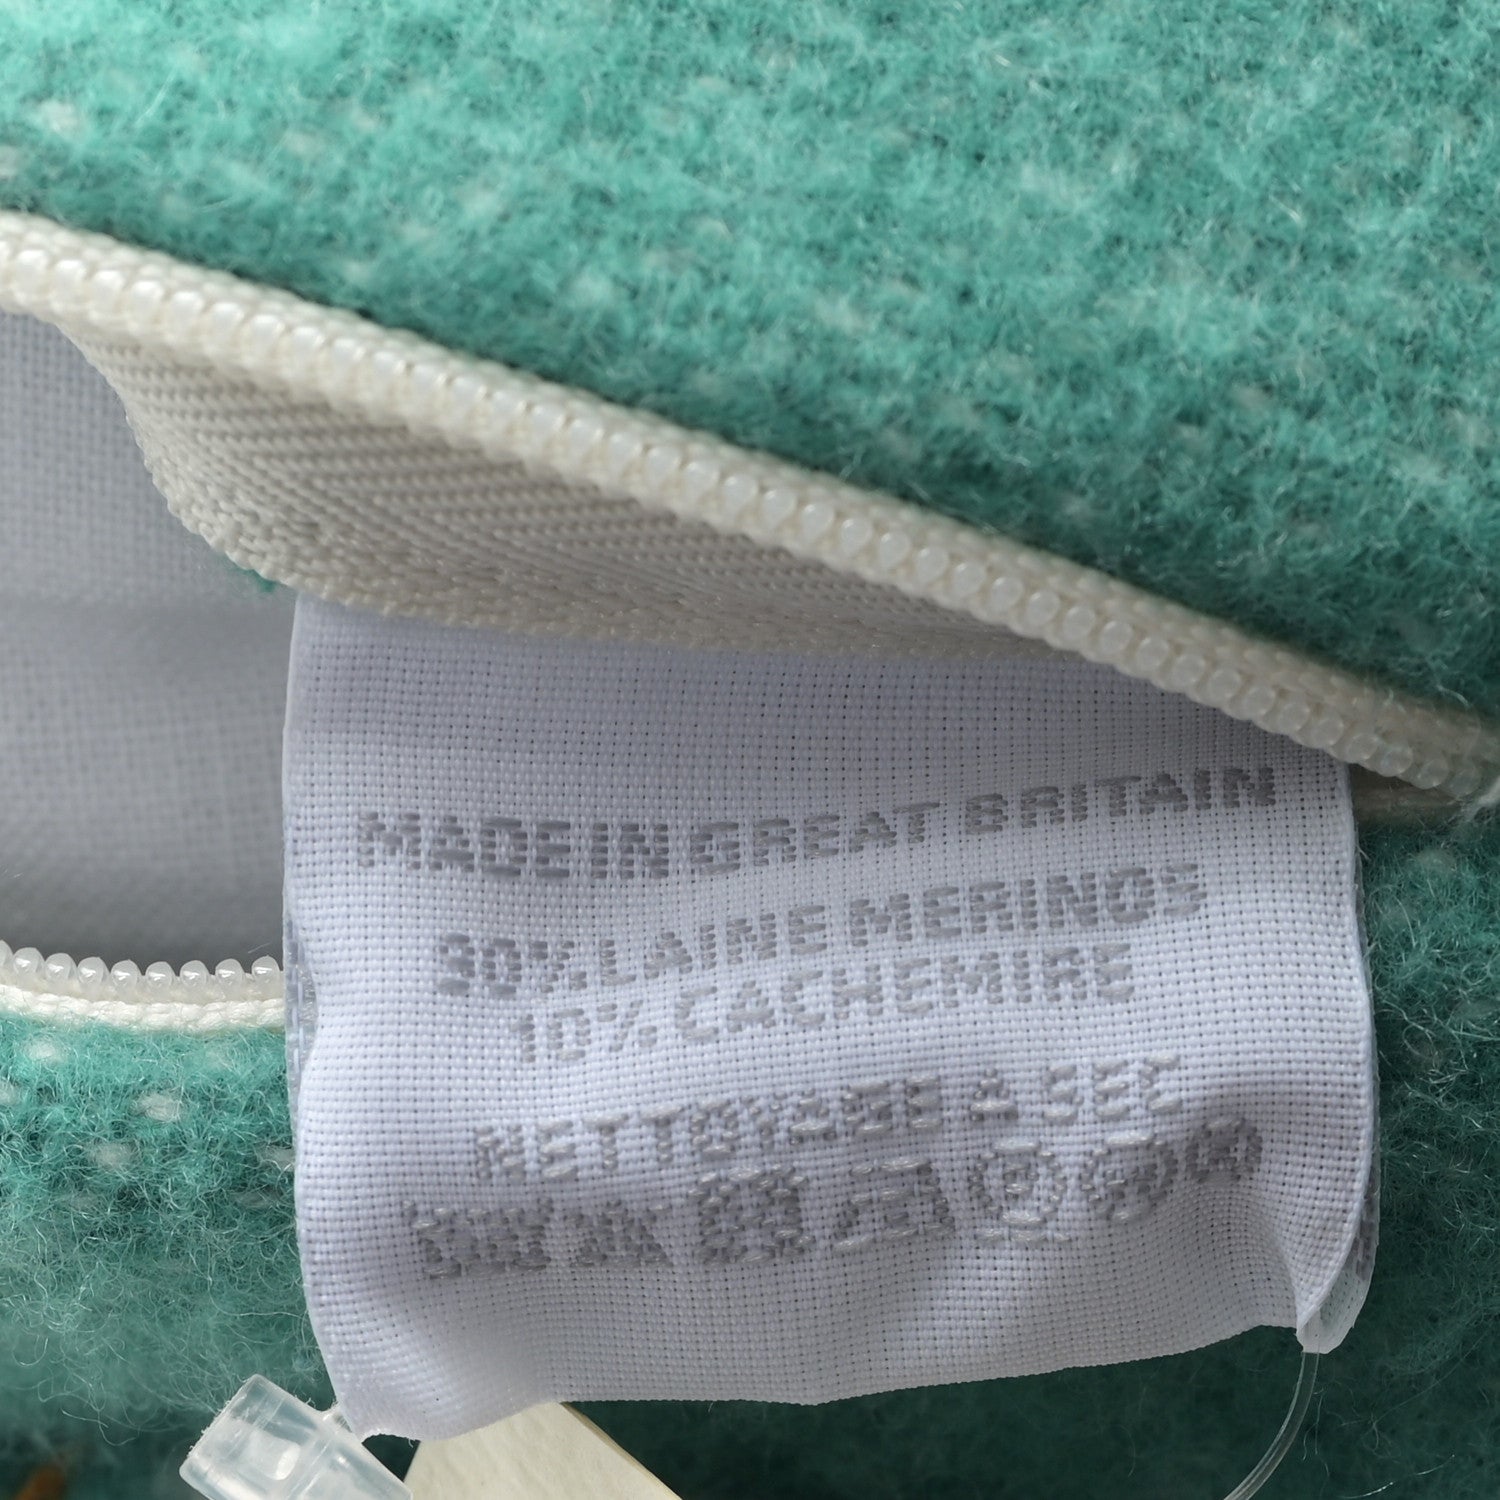 MADE IN GREAT BRITAIN
90% LAINE MERINOS
10% CACHEMIRE
NETTOYAGE A SEC